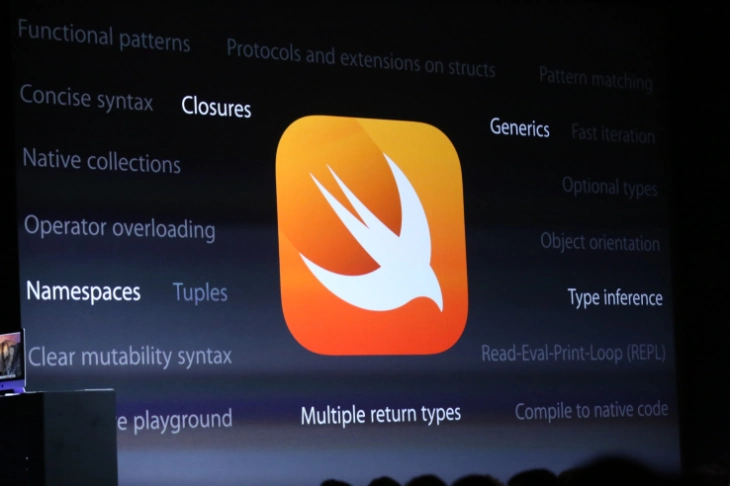 Functional patterns
Protocols and extensions on structs
Pattern matching
Concise syntax
Closures
Generics
Fast iteration
Native collections
Optional types
Operator overloading
Object orientation
Namespaces
Tuples
Type inference
Clear mutability syntax
Read-Eval-Print-Loop (REPL)
playground
Multiple return types
Compile to native code